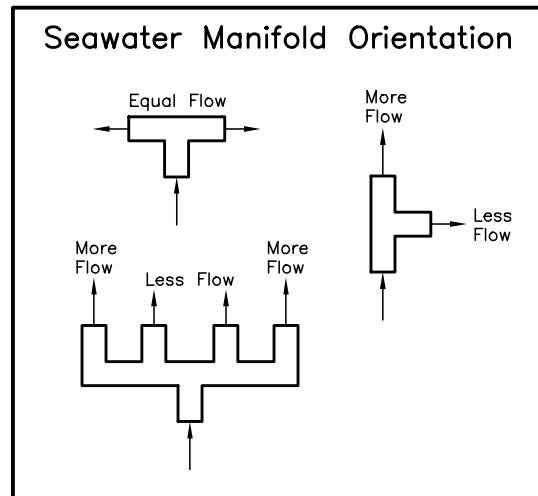 Seawater Manifold Orientation
Equal Flow
More
Flow
Less
Flow
More
Flow
Less Flow
More
Flow